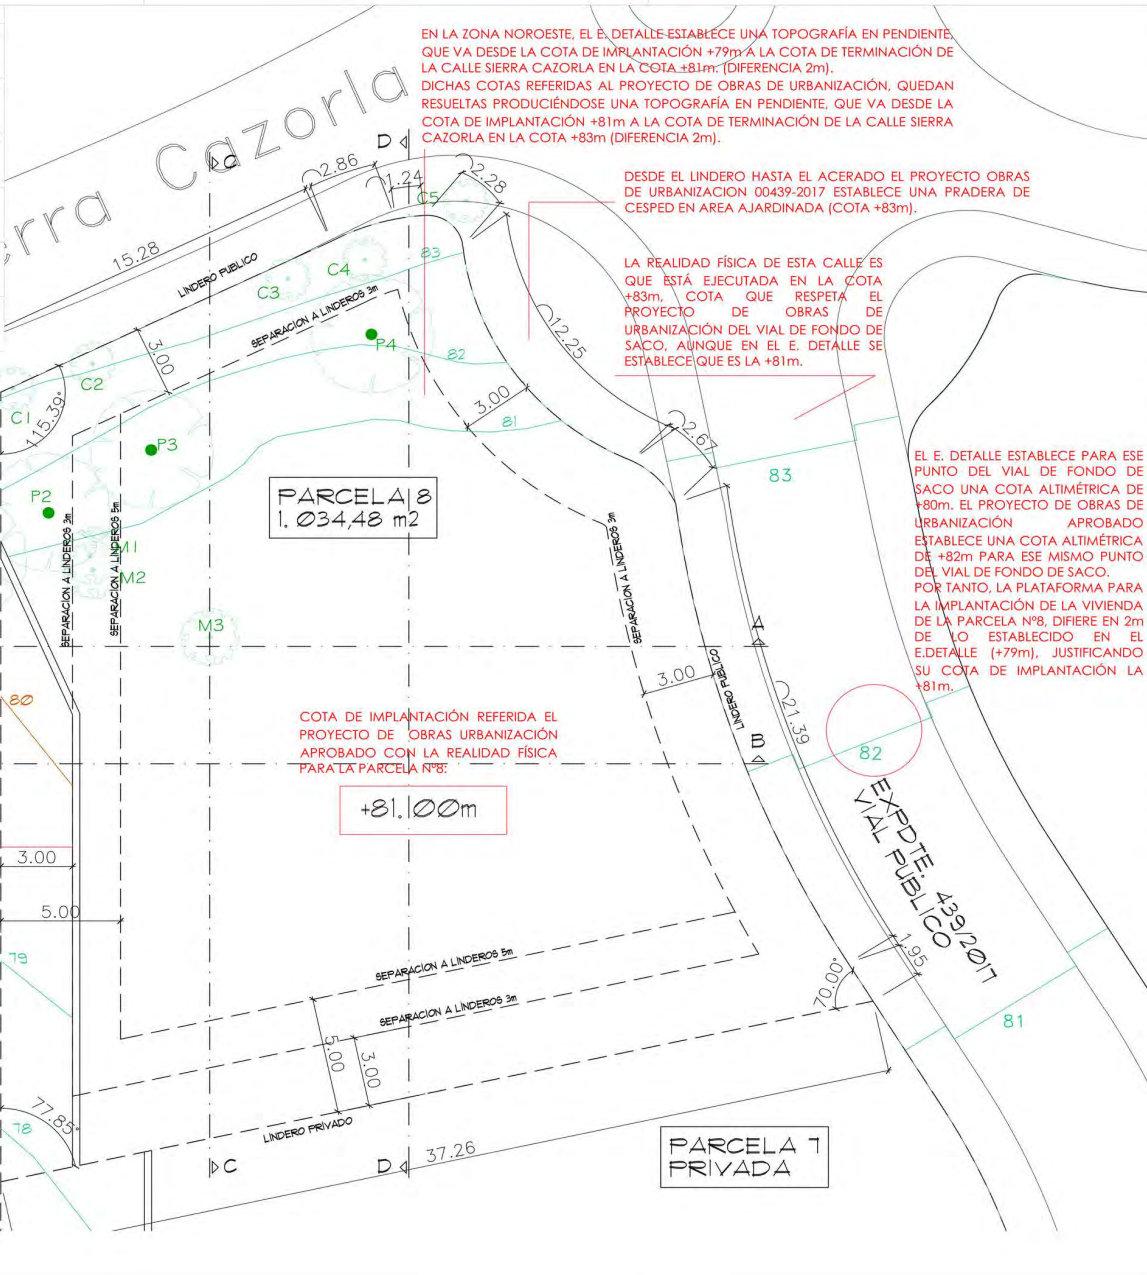 EN LA ZONA NOROESTE, EL E. DETALLE ESTABLECE UNA TOPOGRAFÍA EN PENDIENTE,
QUE VA DESDE LA COTA DE IMPLANTACIÓN +79m A LA COTA DE TERMINACIÓN DE
LA CALLE SIERRA CAZORLA EN LA COTA +81m. (DIFERENCIA 2m).
DICHAS COTAS REFERIDAS AL PROYECTO DE OBRAS DE URBANIZACIÓN, QUEDAN
RESUELTAS PRODUCIÉNDOSE UNA TOPOGRAFÍA EN PENDIENTE, QUE VA DESDE LA
COTA DE IMPLANTACIÓN +81m A LA COTA DE TERMINACIÓN DE LA CALLE SIERRA
CAZORLA EN LA COTA +83m (DIFERENCIA 2m).
DESDE EL LINDERO HASTA EL ACERADO EL PROYECTO OBRAS
DE URBANIZACION 00439-2017 ESTABLECE UNA PRADERA DE
CESPED EN AREA AJARDINADA (COTA +83m).
LA REALIDAD FÍSICA DE ESTA CALLE ES
QUE ESTÁ EJECUTADA EN LA COTA
+83m, COTA QUE RESPETA EL
PROYECTO DE OBRAS DE
URBANIZACIÓN DEL VIAL DE FONDO DE
SACO, AUNQUE EN EL E. DETALLE SE
ESTABLECE QUE ES LA +81m.
EL E. DETALLE ESTABLECE PARA ESE
PUNTO DEL VIAL DE FONDO DE
SACO UNA COTA ALTIMÉTRICA DE
+80m. EL PROYECTO DE OBRAS DE
URBANIZACIÓN APROBADO
ESTABLECE UNA COTA ALTIMÉTRICA
DE +82m PARA ESE MISMO PUNTO
DEL VIAL DE FONDO DE SACO.
POR TANTO, LA PLATAFORMA PARA
LA IMPLANTACIÓN DE LA VIVIENDA
DE LA PARCELA Nº8, DIFIERE EN 2m
DE LO ESTABLECIDO EN EL
E.DETALLE (+79m), JUSTIFICANDO
SU COTA DE IMPLANTACIÓN LA
+81m.
erra Cazorla
C
D
2.86
1.24
2.28
C5
15.28
LINDERO PUBLICO
C4
C3
83
SEPARACION A LINDEROS 3m
12.25
P4
82
3.00
C2
C1
115.39°
3.00
81
2.67
P3
83
P2
PARCELA 8
1.034,48 m2
SEPARACION A LINDEROS 3m
SEPARACION A LINDEROS 5m
M1
M2
M3
SEPARACION A LINDEROS 3m
A
LINDERO PUBLICO
3.00
21.39
B
80
82
COTA DE IMPLANTACIÓN REFERIDA EL
PROYECTO DE OBRAS URBANIZACIÓN
APROBADO CON LA REALIDAD FÍSICA
PARA LA PARCELA Nº8:
+81.100m
EXPDTE. 439/2017
VIAL PUBLICO
3.00
5.00
79
1.95
SEPARACION A LINDEROS 5m
SEPARACION A LINDEROS 3m
70.00°
81
5.00
3.00
77.85°
78
LINDERO PRIVADO
C
D
37.26
PARCELA 7
PRIVADA